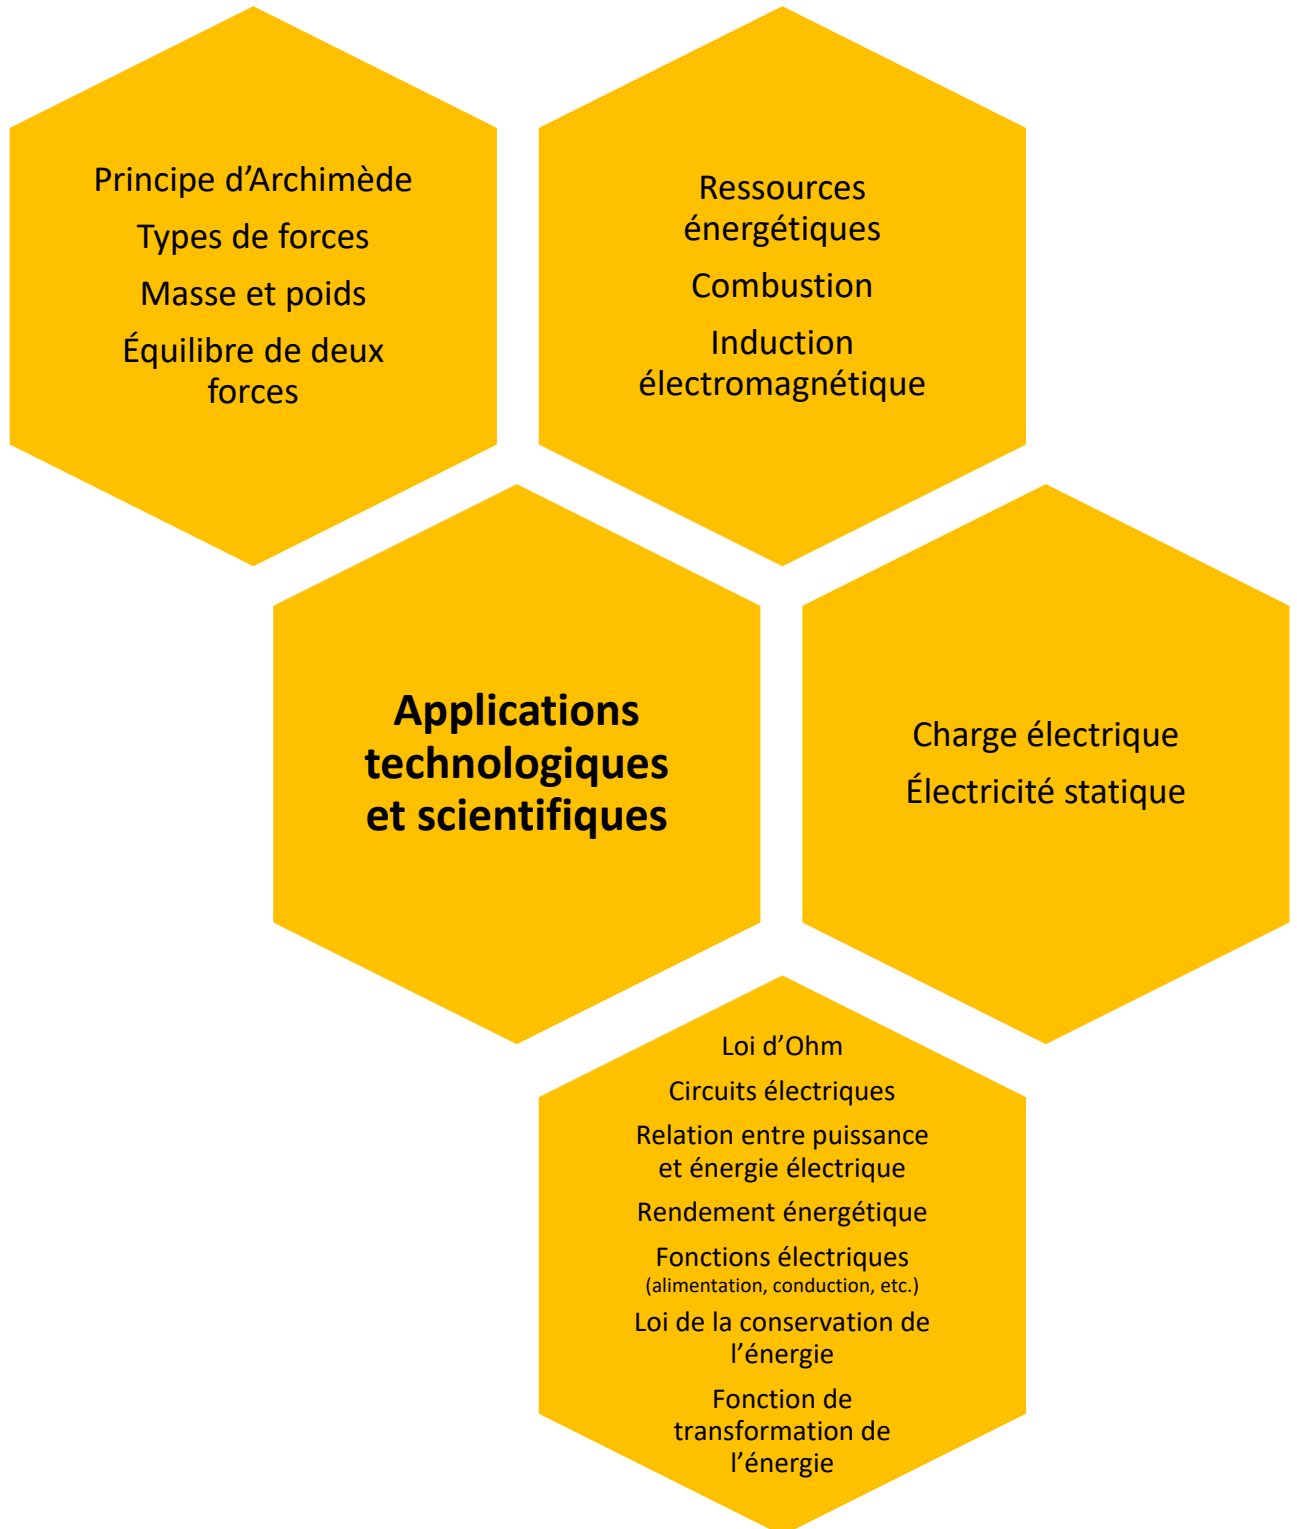 Principe d’Archimède
Types de forces
Masse et poids
Équilibre de deux
forces
Ressources
énergétiques
Combustion
Induction
électromagnétique
Applications
technologiques
et scientifiques
Charge électrique
Électricité statique
Loi d’Ohm
Circuits électriques
Relation entre puissance
et énergie électrique
Rendement énergétique
Fonctions électriques
(alimentation, conduction, etc.)
Loi de la conservation de
l’énergie
Fonction de
transformation de
l’énergie